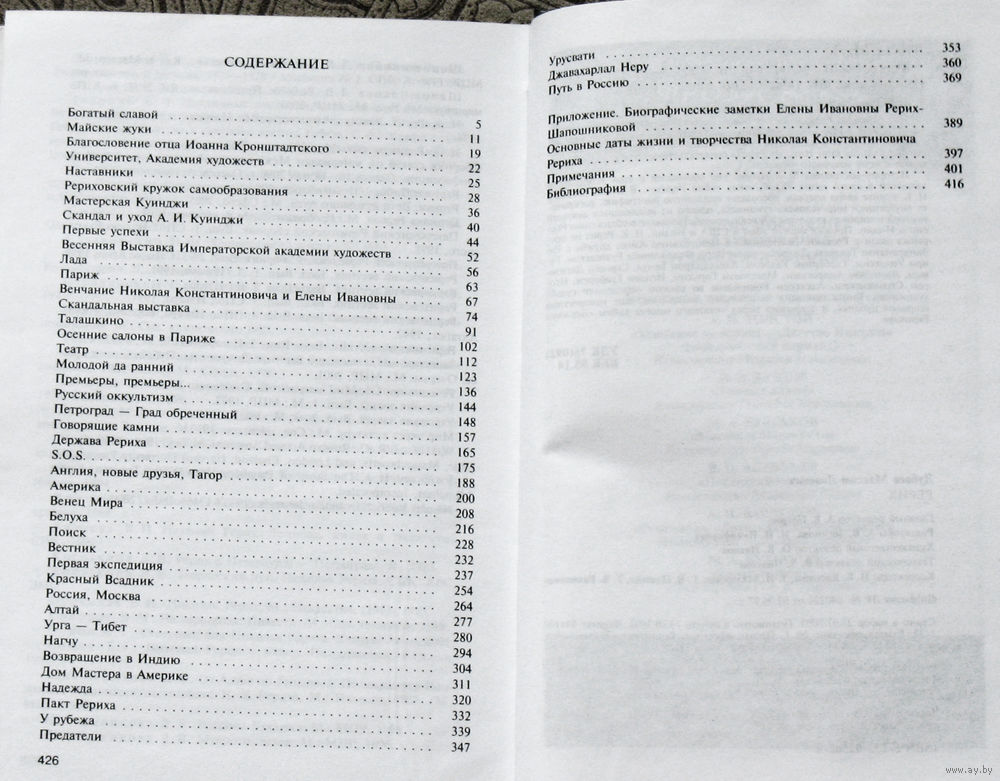 СОДЕРЖАНИЕ
Богатый славой 5
Майские жуки 11
Благословение отца Иоанна Кронштадтского 19
Университет, Академия художеств 22
Наставники 25
Рериховский кружок самообразования 28
Мастерская Куинджи 36
Скандал и уход А. И. Куинджи 40
Первые успехи 44
Весенняя Выставка Императорской академии художеств 52
Лада 56
Париж 63
Венчание Николая Константиновича и Елены Ивановны 67
Скандальная выставка 74
Талашкино 91
Осенние салоны в Париже 102
Театр 112
Молодой да ранний 123
Премьеры, премьеры... 136
Русский оккультизм 144
Петроград — Град обреченный 148
Говорящие камни 157
Держава Рериха 165
S.O.S. 175
Англия, новые друзья, Тагор 188
Америка 200
Венец Мира 208
Белуха 216
Поиск 228
Вестник 232
Первая экспедиция 237
Красный Всадник 254
Россия, Москва 264
Алтай 277
Урга — Тибет 280
Нагчу 294
Возвращение в Индию 304
Дом Мастера в Америке 311
Надежда 320
Пакт Рериха 332
У рубежа 339
Предатели 347
426
Урусвати 353
Джавахарлал Неру 360
Путь в Россию 369
Приложение. Биографические заметки Елены Ивановны Рерих-
Шапошниковой 389
Основные даты жизни и творчества Николая Константиновича
Рериха 397
Примечания 401
Библиография 416
www.ay.by